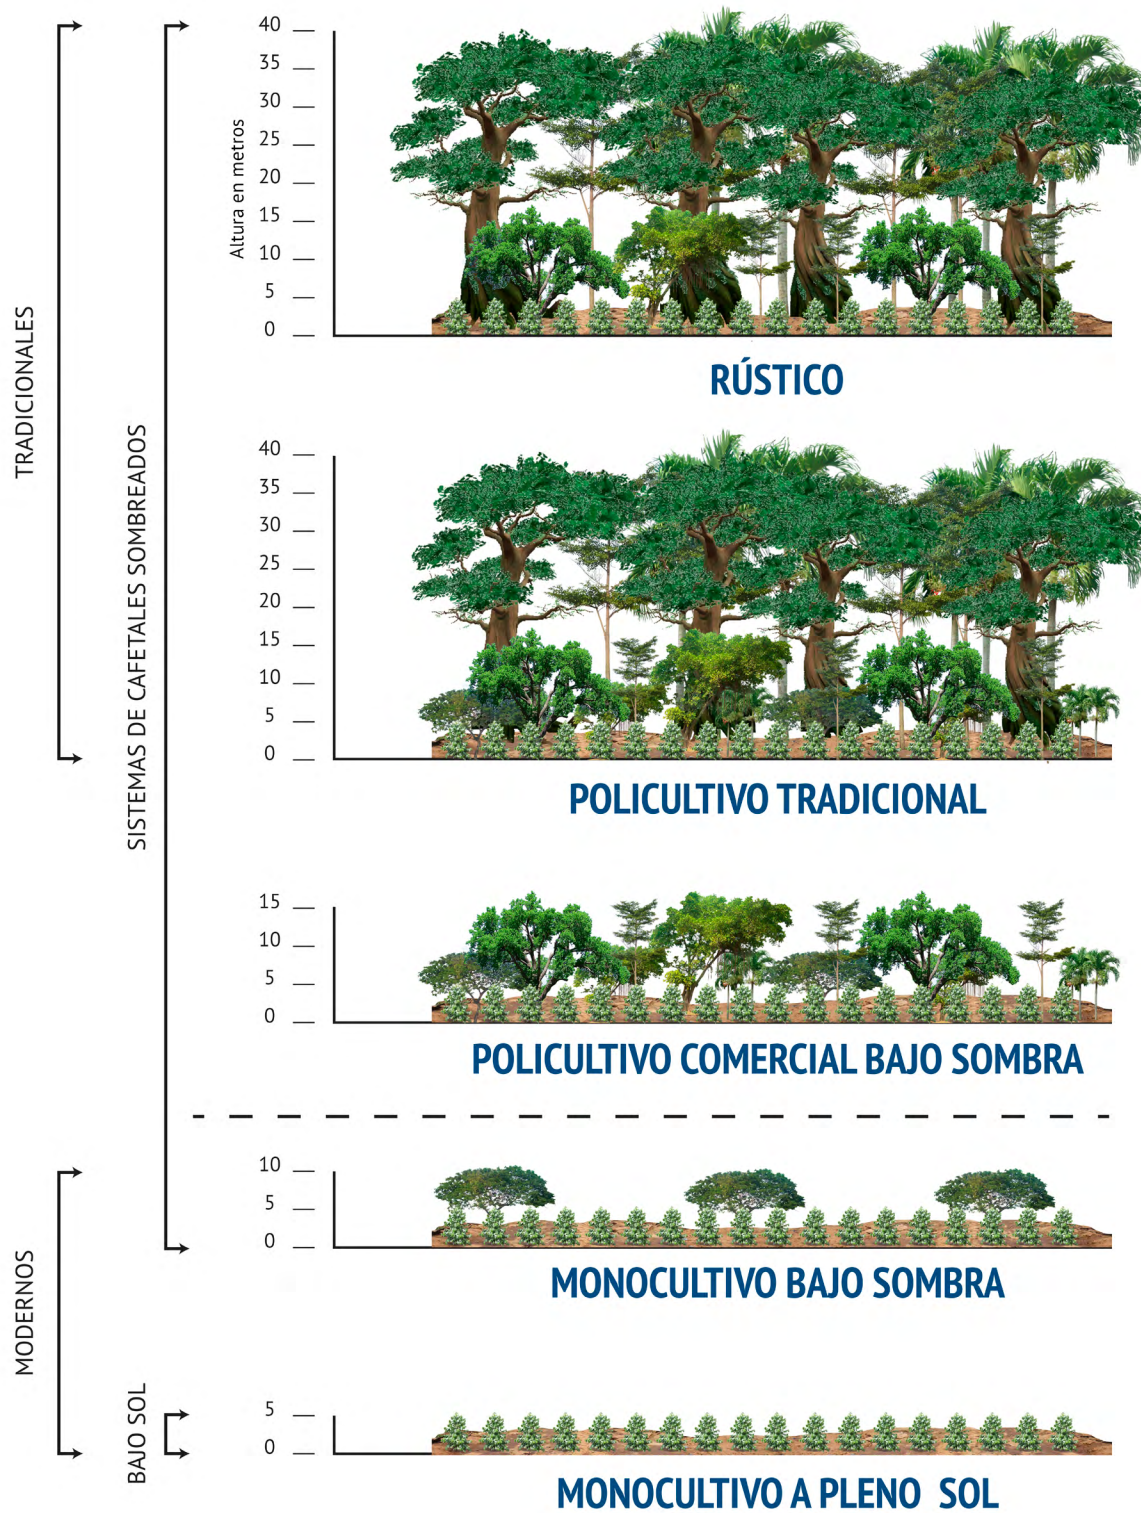 TRADICIONALES
SISTEMAS DE CAFETALES SOMBREADOS
Altura en metros
40
35
30
25
20
15
10
5
0
RÚSTICO
40
35
30
25
20
15
10
5
0
POLICULTIVO TRADICIONAL
15
10
5
0
POLICULTIVO COMERCIAL BAJO SOMBRA
MODERNOS
10
5
0
MONOCULTIVO BAJO SOMBRA
BAJO SOL
5
0
MONOCULTIVO A PLENO SOL